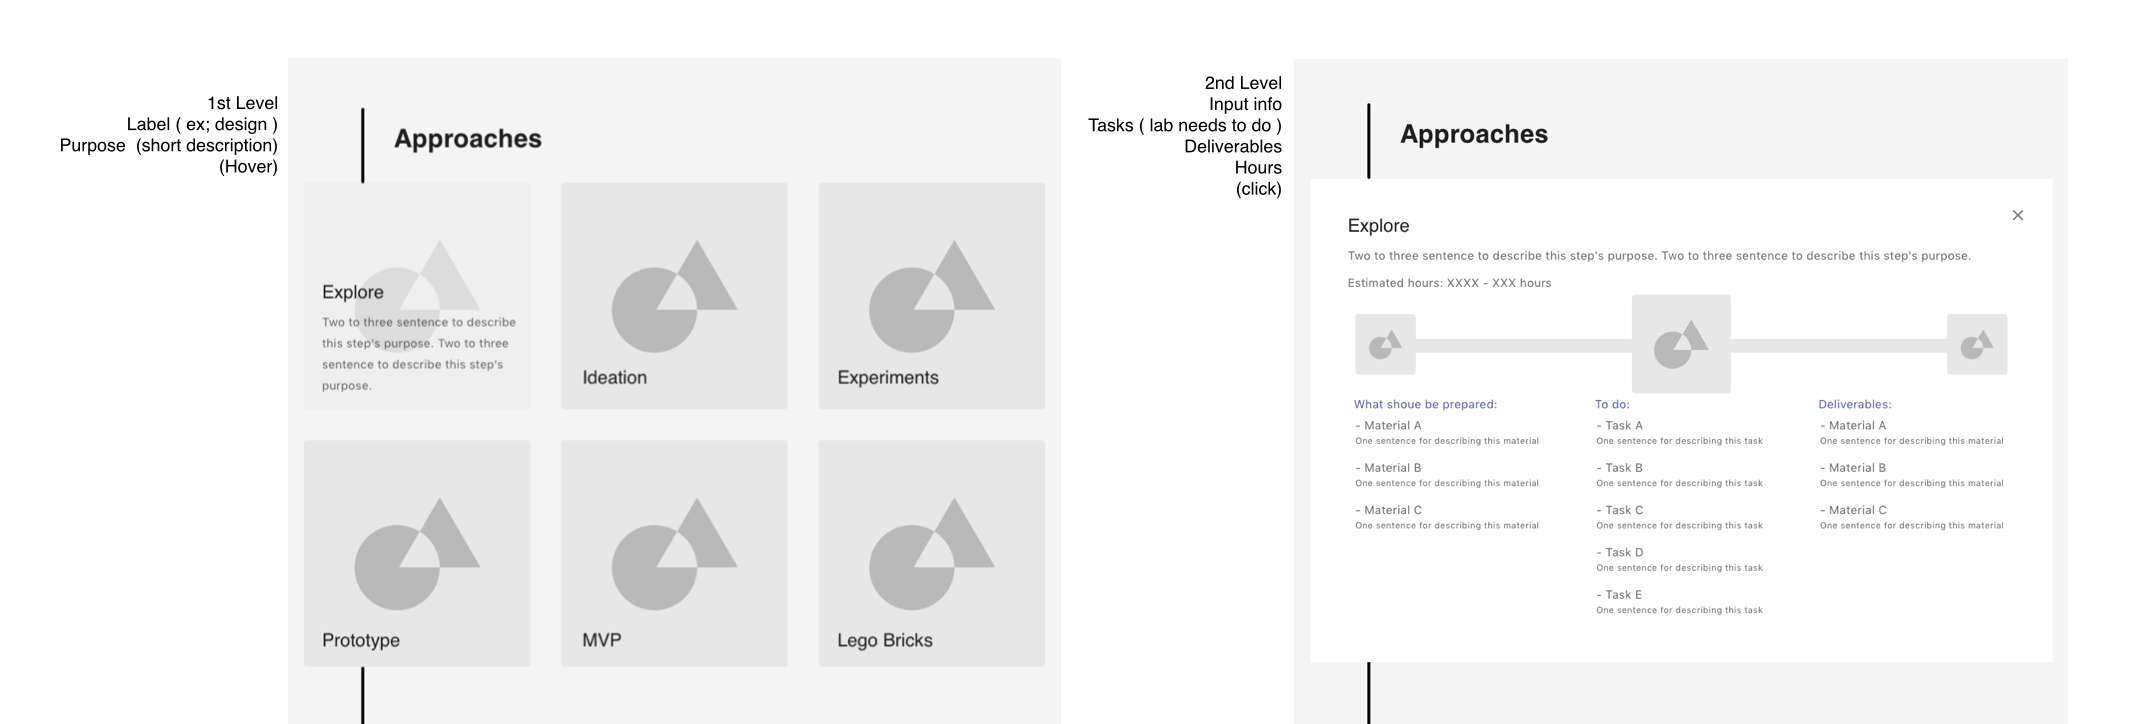 1st Level
Label ( ex; design )
Purpose (short description)
(Hover)
Approaches
Explore
Two to three sentence to describe
this step's purpose. Two to three
sentence to describe this step's
purpose.
Ideation
Experiments
Prototype
MVP
Lego Bricks
2nd Level
Input info
Tasks ( lab needs to do )
Deliverables
Hours
(click)
Approaches
Explore
Two to three sentence to describe this step's purpose. Two to three sentence to describe this step's purpose.
Estimated hours: XXXX - XXX hours
What shoue be prepared:
- Material A
One sentence for describing this material
- Material B
One sentence for describing this material
- Material C
One sentence for describing this material
To do:
- Task A
One sentence for describing this task
- Task B
One sentence for describing this task
- Task C
One sentence for describing this task
- Task D
One sentence for describing this task
- Task E
One sentence for describing this task
Deliverables:
- Material A
One sentence for describing this material
- Material B
One sentence for describing this material
- Material C
One sentence for describing this material